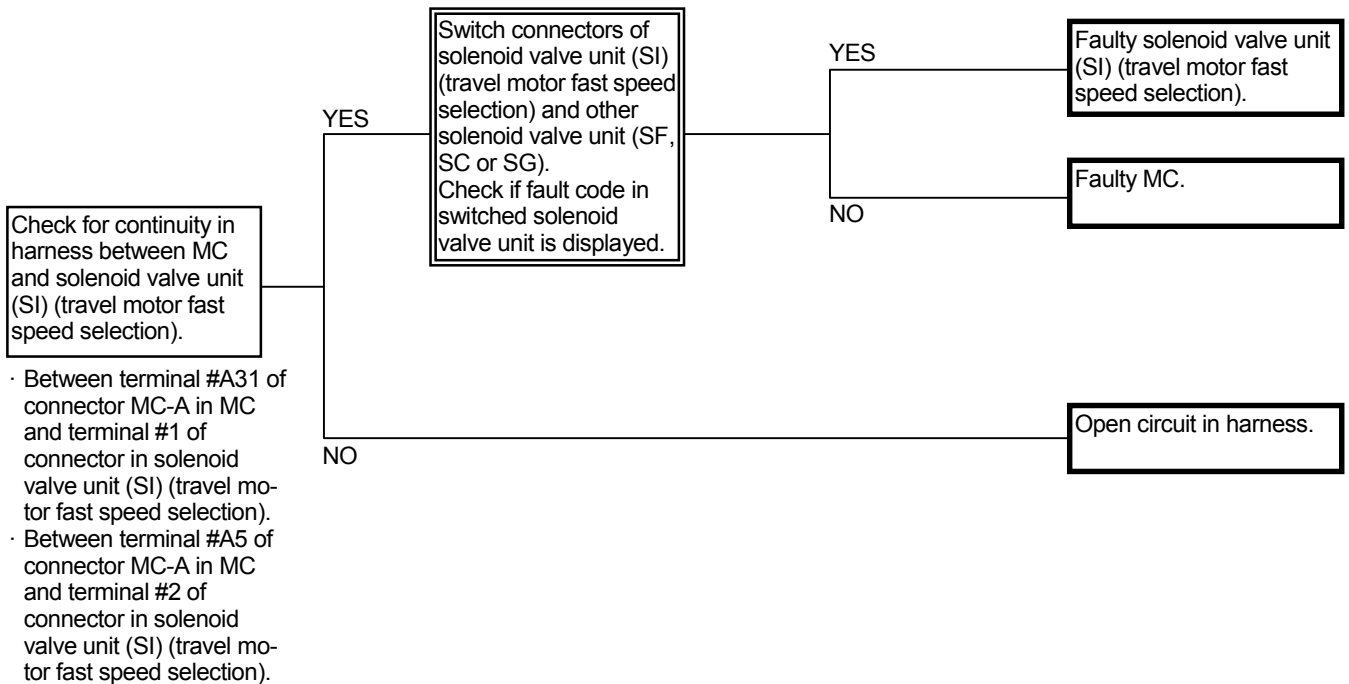 Check for continuity in
harness between MC
and solenoid valve unit
(SI) (travel motor fast
speed selection).
· Between terminal #A31 of
connector MC-A in MC
and terminal #1 of
connector in solenoid
valve unit (SI) (travel mo-
tor fast speed selection).
· Between terminal #A5 of
connector MC-A in MC
and terminal #2 of
connector in solenoid
valve unit (SI) (travel mo-
tor fast speed selection).
YES
Switch connectors of
solenoid valve unit (SI)
(travel motor fast speed
selection) and other
solenoid valve unit (SF,
SC or SG).
Check if fault code in
switched solenoid
valve unit is displayed.
YES
Faulty solenoid valve unit
(SI) (travel motor fast
speed selection).
NO
Faulty MC.
NO
Open circuit in harness.